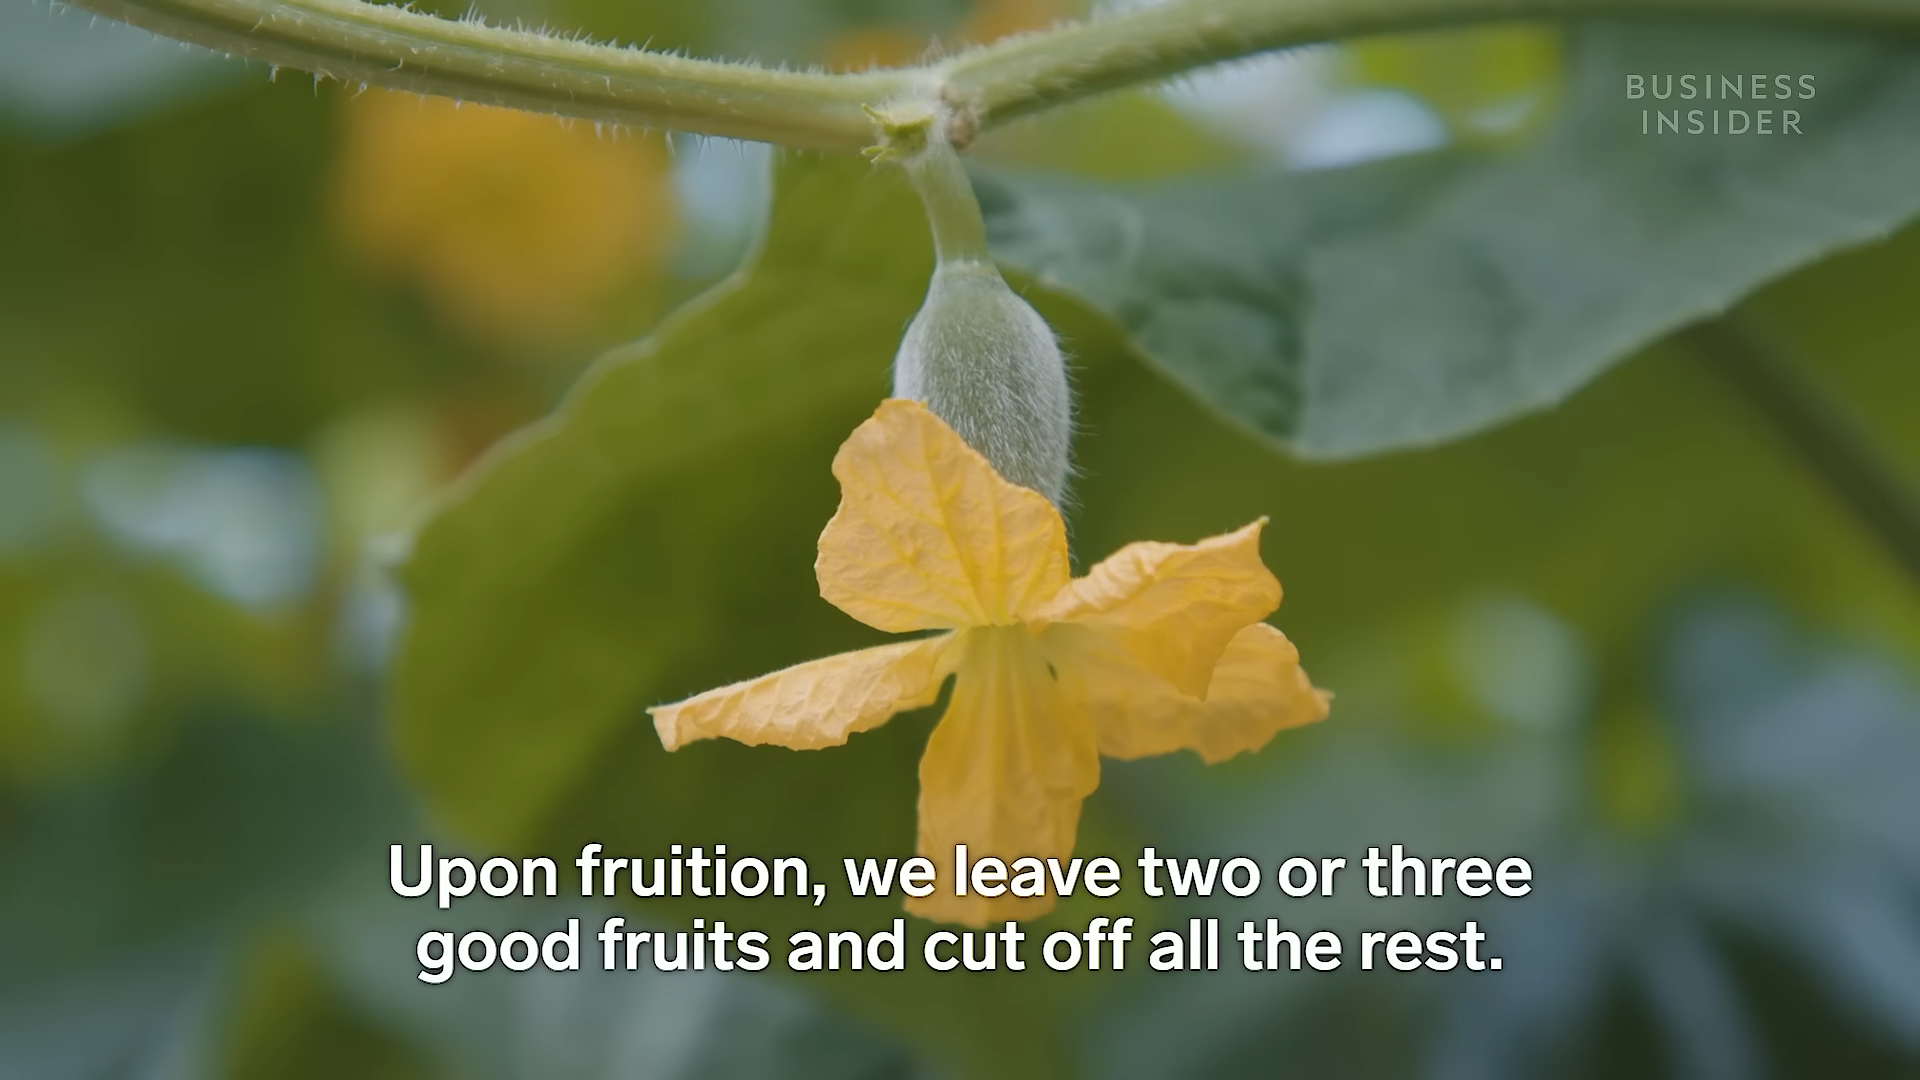 BUSINESS
INSIDER
Upon fruition, we leave two or three
good fruits and cut off all the rest.